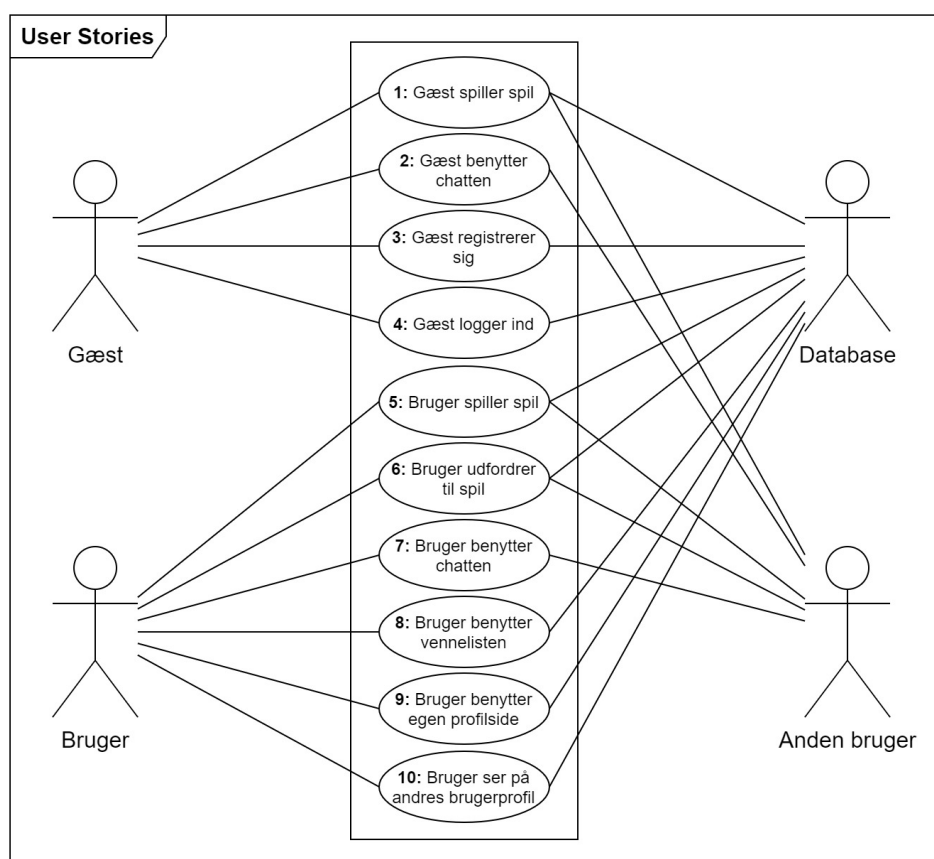 User Stories
1: Gæst spiller spil
2: Gæst benytter
chatten
3: Gæst registrerer
sig
4: Gæst logger ind
Gæst
Database
5: Bruger spiller spil
6: Bruger udfordrer
til spil
7: Bruger benytter
chatten
8: Bruger benytter
vennelisten
9: Bruger benytter
egen profilside
Bruger
Anden bruger
10: Bruger ser på
andres brugerprofil